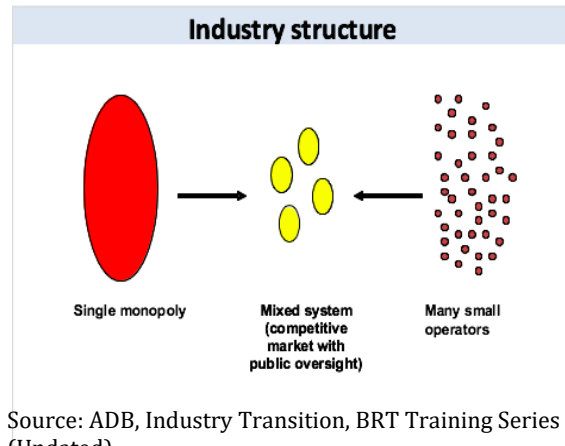 Industry structure
Single monopoly
Mixed system
(competitive
market with
public oversight)
Many small
operators
Source: ADB, Industry Transition, BRT Training Series
(Updated)